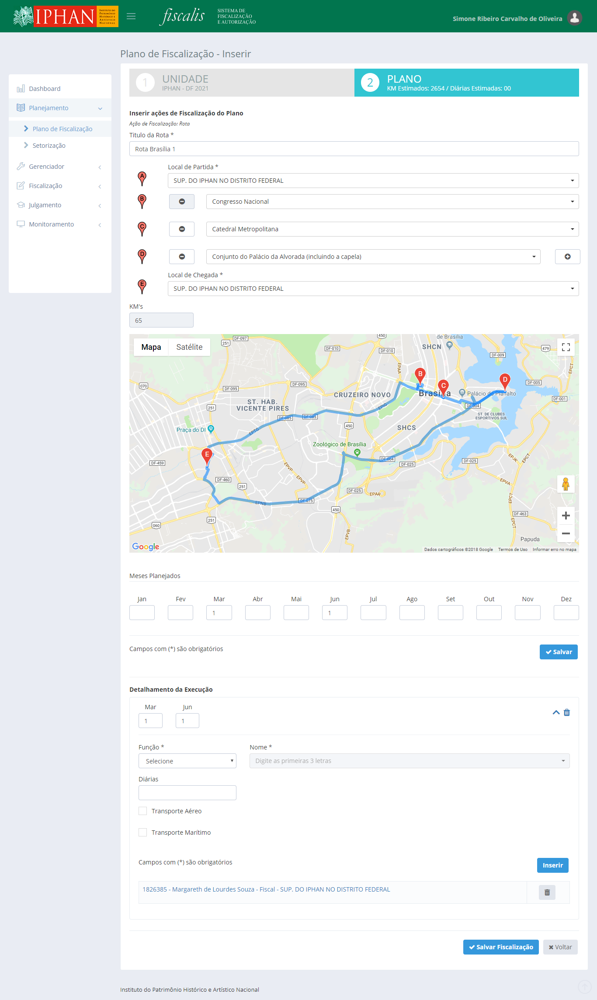 IPHAN
INSTITUTO DO
PATRIMÔNIO
HISTÓRICO E
ARTÍSTICO
NACIONAL
fiscalis
SISTEMA DE
FISCALIZAÇÃO
E AUTORIZAÇÃO
Simone Ribeiro Carvalho de Oliveira
Plano de Fiscalização - Inserir
Dashboard
Planejamento
Plano de Fiscalização
Setorização
Gerenciador
Fiscalização
Julgamento
Monitoramento
1 UNIDADE
IPHAN - DF 2021
2 PLANO
KM Estimados: 2654 / Diárias Estimadas: 00
Inserir ações de Fiscalização do Plano
Ação de Fiscalização: Rota
Titulo da Rota *
Rota Brasília 1
Local de Partida *
A SUP. DO IPHAN NO DISTRITO FEDERAL
B Congresso Nacional
C Catedral Metropolitana
D Conjunto do Palácio da Alvorada (incluindo a capela)
Local de Chegada *
E SUP. DO IPHAN NO DISTRITO FEDERAL
KM's
65
Mapa Satélite
DF-097
251
450
de Brasília
SHCN
DF-010
DF-010
DF-009
479
EPAA
EPCT
B
C
D
070
DF-095
DF-095
DF-005
CRUZEIRO NOVO
Brasília
Palácio do Planalto
DF-001
ST. HAB.
VICENTE PIRES
251
EPIG
DF-004
ST. DE CLUBES
ESPORTIVOS SUL
DF-085
DF-085
450
SHCS
Praça do DI
EPTG
Zoológico de Brasília
E
DF-459
DF-004
DF-025
DF-025
EPJK
EPCT
EPVP
EPVP
DF-460
251
EPVA
DF-025
EPAR
EPCT
EPNB
DF-075
450
DF-463
251
060
EPCT
EPVB
Papuda
Google
Dados cartográficos ©2018 Google Termos de Uso Informar erro no mapa
Meses Planejados
Jan Fev Mar Abr Mai Jun Jul Ago Set Out Nov Dez
1 1
Campos com (*) são obrigatórios
Salvar
Detalhamento da Execução
Mar Jun
1 1
Função * Nome *
Selecione Digite as primeiras 3 letras
Diárias
Transporte Aéreo
Transporte Marítimo
Campos com (*) são obrigatórios
Inserir
1826385 - Margareth de Lourdes Souza - Fiscal - SUP. DO IPHAN NO DISTRITO FEDERAL
Salvar Fiscalização Voltar
Instituto do Patrimônio Histórico e Artístico Nacional